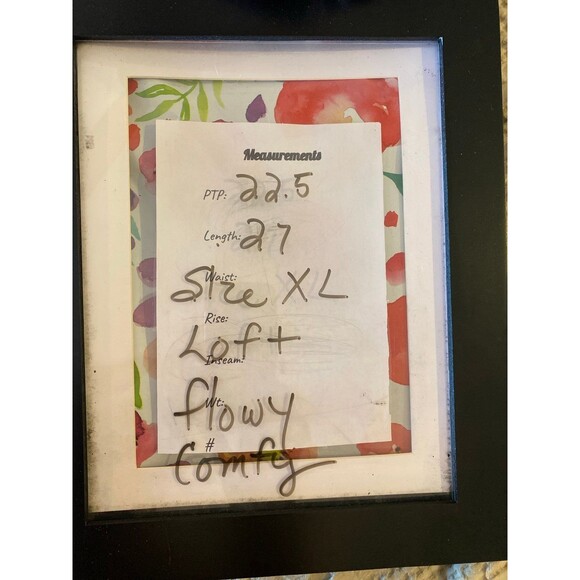 Measurements
PTP: 22.5
Length: 27
Waist:
Size XL
Rise:
Loft
Inseam:
Wt:
flowy
#
Comfy